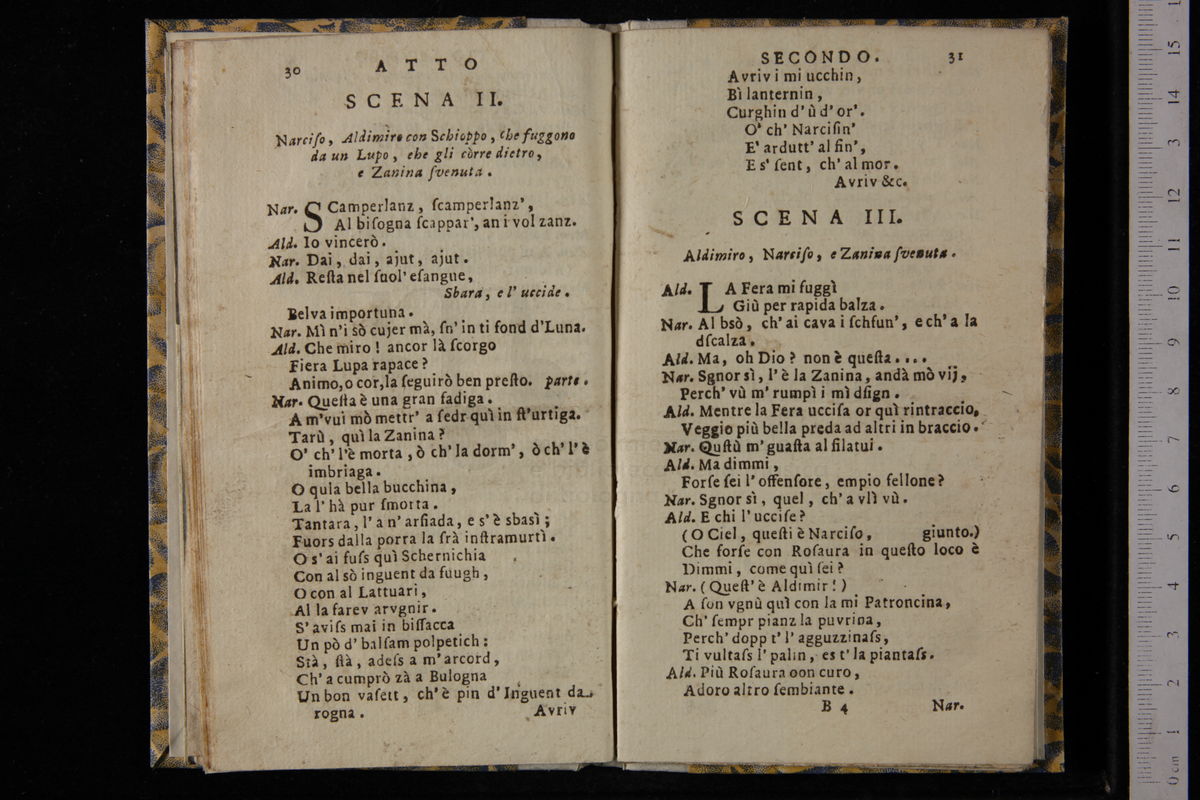 30 ATTO
SCENA II.
Narciſo, Aldimiro con Schioppo, che fuggono
da un Lupo, che gli còrre dietro,
e Zanina ſvenuta.
Nar. SCamperlanz, ſcamperlanz',
Al biſogna ſcappar', an i vol zanz.
Ald. Io vincerò.
Nar. Dai, dai, ajut, ajut.
Ald. Reſta nel ſuol' eſangue,
Sbara, e l' uccide.
Belva importuna.
Nar. Mì n'i sò cujer mà, ſn' in ti fond d'Luna.
Ald. Che miro! ancor là ſcorgo
Fiera Lupa rapace?
Animo, o cor, la ſeguirò ben preſto. parte.
Nar. Queſta è una gran fadiga.
A m'vui mò mettr' a ſedr quì in ſt'urtiga.
Tarù, quì la Zanina?
O' ch' l'è morta, ò ch' la dorm', ò ch' l' è
imbriaga.
O qula bella bucchina,
La l' hà pur ſmorta.
Tantara, l' a n' arfiada, e s' è sbasì;
Fuors dalla porra la frà inſtramurtì.
O s' ai fuſs quì Schernichia
Con al sò inguent da fuugh,
O con al Lattuari,
Al la farev arvgnir.
S' aviſs mai in biſſacca
Un pò d' balſam polpetich:
Stà, ſtà, adeſs a m' arcord,
Ch' a cumprò zà a Bulogna
Un bon vaſett, ch' è pin d' Inguent da
rogna. Avriv
SECONDO. 31
Avriv i mi ucchin,
Bì lanternin,
Curghin d' ù d' or'.
O' ch' Narciſin'
E' ardutt' al fin',
E s' ſent, ch' al mor.
Avriv &c.
SCENA III.
Aldimiro, Narciſo, e Zanina ſvenuta.
Ald. LA Fera mi fuggì
Giù per rapida balza.
Nar. Al bsò, ch' ai cava i ſchfun', e ch' a la
dſcalza.
Ald. Ma, oh Dio? non è queſta....
Nar. Sgnor sì, l' è la Zanina, andà mò vij,
Perch' vù m' rumpì i mì dſign.
Ald. Mentre la Fera ucciſa or quì rintraccio,
Veggio più bella preda ad altri in braccio.
Nar. Quſtù m' guaſta al filatui.
Ald. Ma dimmi,
Forſe ſei l' offenſore, empio fellone?
Nar. Sgnor sì, quel, ch' a vlì vù.
Ald. E chi l' ucciſe?
(O Ciel, queſti è Narciſo, giunto.)
Che forſe con Roſaura in queſto loco è
Dimmi, come quì ſei?
Nar. (Queſt' è Aldimir!)
A ſon vgnù quì con la mi Patroncina,
Ch' ſempr pianz la puvrina,
Perch' dopp t' l' agguzzinaſs,
Ti vultaſs l' palin, es t' la piantaſs.
Ald. Più Roſaura oon curo,
Adoro altro ſembiante.
B 4 Nar.